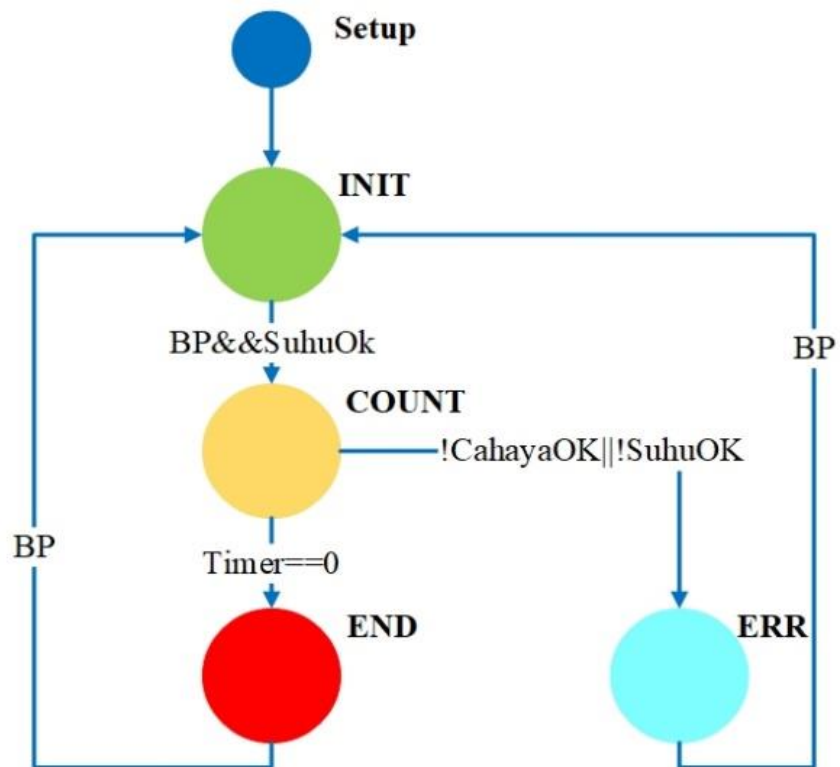 Setup
INIT
BP&&SuhuOk
BP
COUNT
!CahayaOK||!SuhuOK
BP
Timer==0
END
ERR